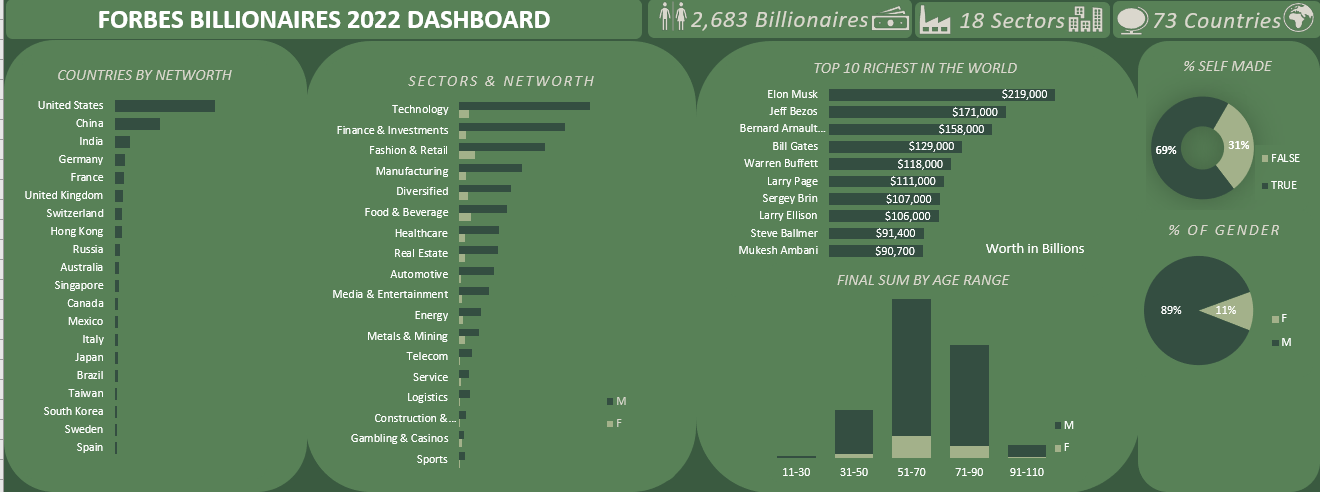 FORBES BILLIONAIRES 2022 DASHBOARD
2,683 Billionaires
18 Sectors
73 Countries
COUNTRIES BY NETWORTH
United States
China
India
Germany
France
United Kingdom
Switzerland
Hong Kong
Russia
Australia
Singapore
Canada
Mexico
Italy
Japan
Brazil
Taiwan
South Korea
Sweden
Spain
SECTORS & NETWORTH
Technology
Finance & Investments
Fashion & Retail
Manufacturing
Diversified
Food & Beverage
Healthcare
Real Estate
Automotive
Media & Entertainment
Energy
Metals & Mining
Telecom
Service
Logistics
Construction &...
Gambling & Casinos
Sports
M
F
TOP 10 RICHEST IN THE WORLD
Elon Musk $219,000
Jeff Bezos $171,000
Bernard Arnault... $158,000
Bill Gates $129,000
Warren Buffett $118,000
Larry Page $111,000
Sergey Brin $107,000
Larry Ellison $106,000
Steve Ballmer $91,400
Mukesh Ambani $90,700
Worth in Billions
FINAL SUM BY AGE RANGE
M
F
11-30 31-50 51-70 71-90 91-110
% SELF MADE
69% 31%
FALSE
TRUE
% OF GENDER
89% 11%
F
M